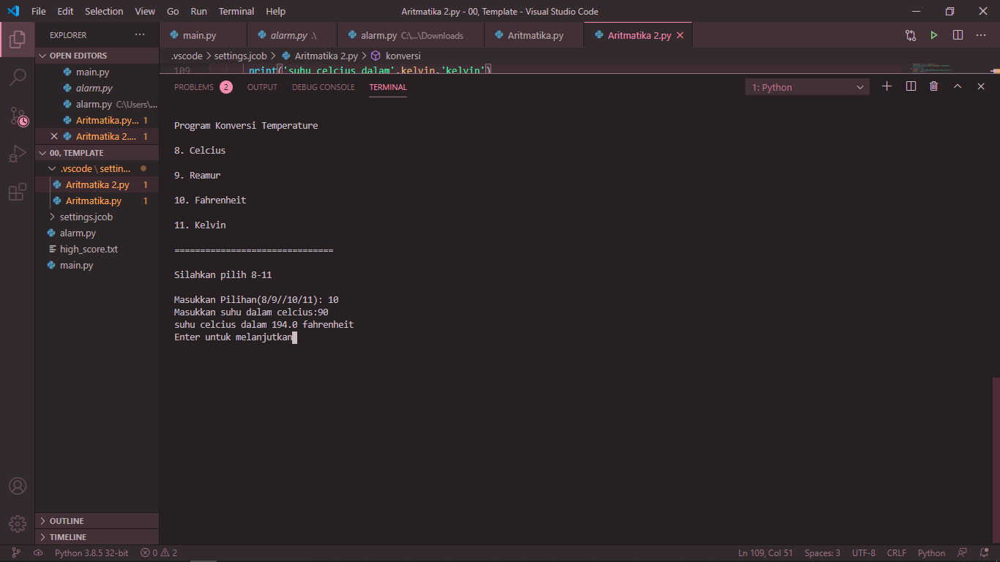 File Edit Selection View Go Run Terminal Help
Aritmatika 2.py - 00, Template - Visual Studio Code
EXPLORER
OPEN EDITORS
main.py
alarm.py
alarm.py C:\Users\...
Aritmatika.py... 1
Aritmatika 2.... 1
00, TEMPLATE
.vscode \ settin...
Aritmatika 2.py 1
Aritmatika.py 1
settings.jcob
alarm.py
high_score.txt
main.py
OUTLINE
TIMELINE
main.py alarm.py .\ alarm.py C:\...\Downloads Aritmatika.py Aritmatika 2.py
.vscode > settings.jcob > Aritmatika 2.py > konversi
109 print('suhu celcius dalam',kelvin,'kelvin')
PROBLEMS 2 OUTPUT DEBUG CONSOLE TERMINAL 1: Python
Program Konversi Temperature
8. Celcius
9. Reamur
10. Fahrenheit
11. Kelvin
===============================
Silahkan pilih 8-11
Masukkan Pilihan(8/9//10/11): 10
Masukkan suhu dalam celcius:90
suhu celcius dalam 194.0 fahrenheit
Enter untuk melanjutkan
Python 3.8.5 32-bit 0 2 Ln 109, Col 51 Spaces: 3 UTF-8 CRLF Python